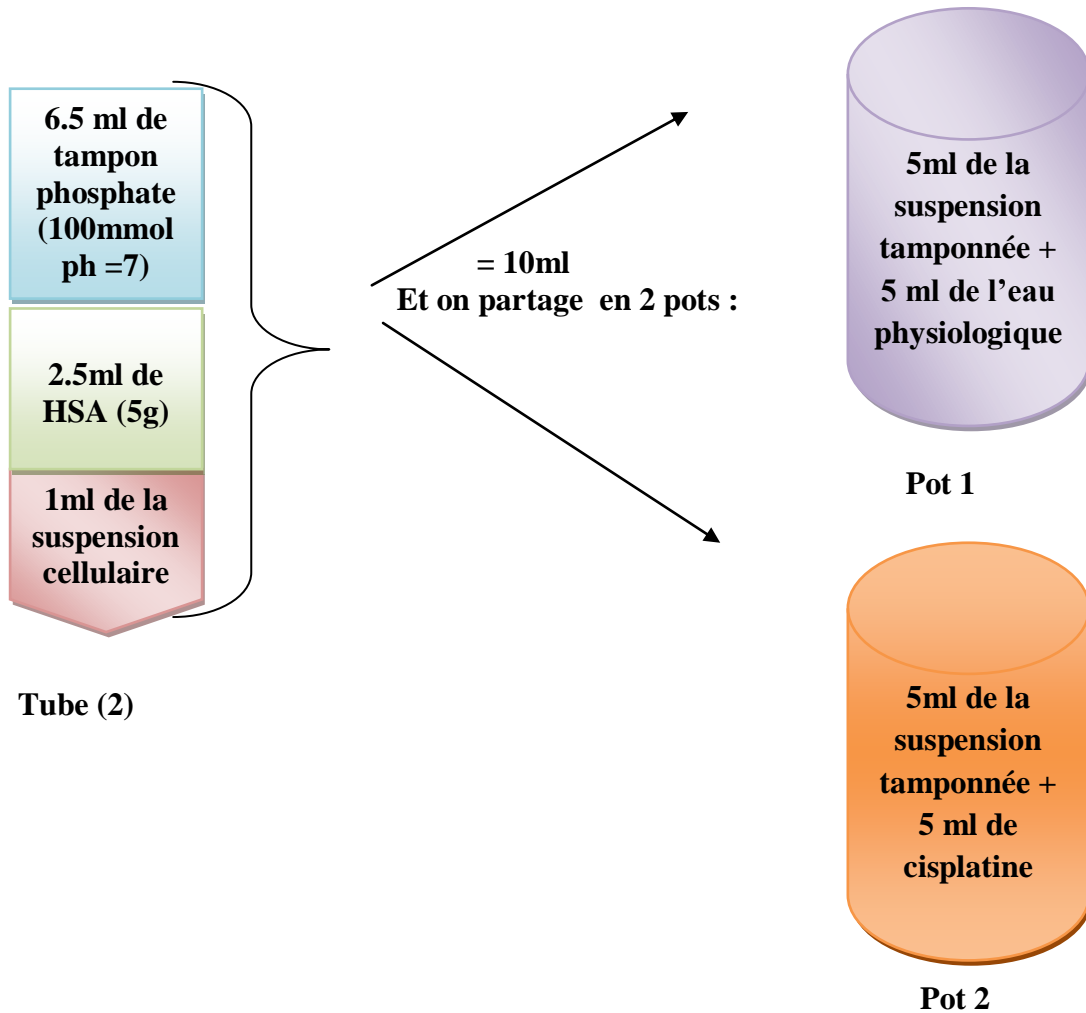 6.5 ml de
tampon
phosphate
(100mmol
ph =7)
2.5ml de
HSA (5g)
1ml de la
suspension
cellulaire
Tube (2)
= 10ml
Et on partage en 2 pots :
5ml de la
suspension
tamponnée +
5 ml de l’eau
physiologique
Pot 1
5ml de la
suspension
tamponnée +
5 ml de
cisplatine
Pot 2